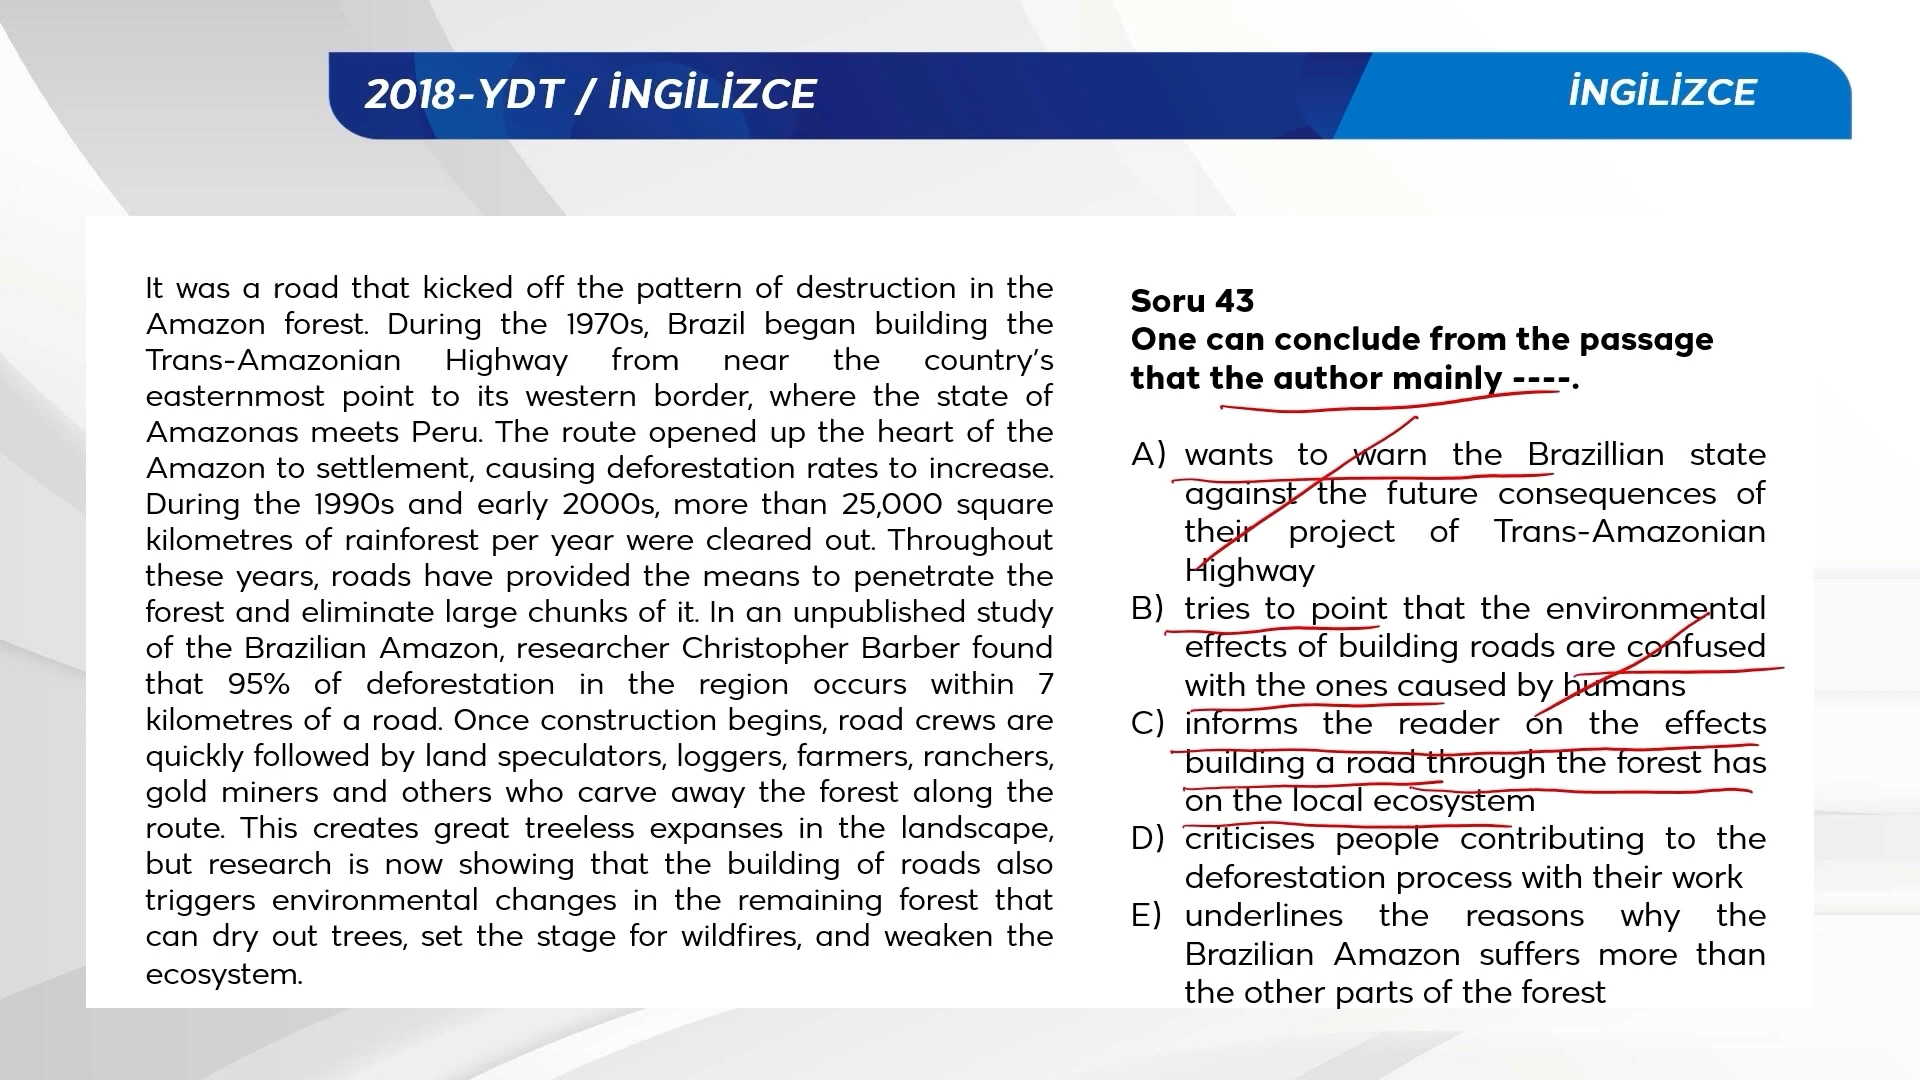 2018-YDT / İNGİLİZCE
İNGİLİZCE
It was a road that kicked off the pattern of destruction in the
Amazon forest. During the 1970s, Brazil began building the
Trans-Amazonian Highway from near the country's
easternmost point to its western border, where the state of
Amazonas meets Peru. The route opened up the heart of the
Amazon to settlement, causing deforestation rates to increase.
During the 1990s and early 2000s, more than 25,000 square
kilometres of rainforest per year were cleared out. Throughout
these years, roads have provided the means to penetrate the
forest and eliminate large chunks of it. In an unpublished study
of the Brazilian Amazon, researcher Christopher Barber found
that 95% of deforestation in the region occurs within 7
kilometres of a road. Once construction begins, road crews are
quickly followed by land speculators, loggers, farmers, ranchers,
gold miners and others who carve away the forest along the
route. This creates great treeless expanses in the landscape,
but research is now showing that the building of roads also
triggers environmental changes in the remaining forest that
can dry out trees, set the stage for wildfires, and weaken the
ecosystem.
Soru 43
One can conclude from the passage
that the author mainly ----.
A) wants to warn the Brazillian state
against the future consequences of
their project of Trans-Amazonian
Highway
B) tries to point that the environmental
effects of building roads are confused
with the ones caused by humans
C) informs the reader on the effects
building a road through the forest has
on the local ecosystem
D) criticises people contributing to the
deforestation process with their work
E) underlines the reasons why the
Brazilian Amazon suffers more than
the other parts of the forest